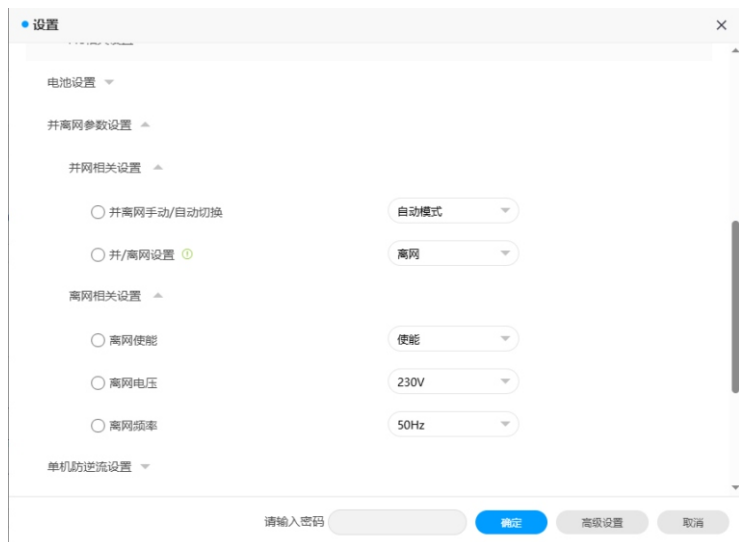 设置
电池设置
并离网参数设置
并网相关设置
并离网手动/自动切换 自动模式
并/离网设置 离网
离网相关设置
离网使能 使能
离网电压 230V
离网频率 50Hz
单机防逆流设置
请输入密码 确定 高级设置 取消